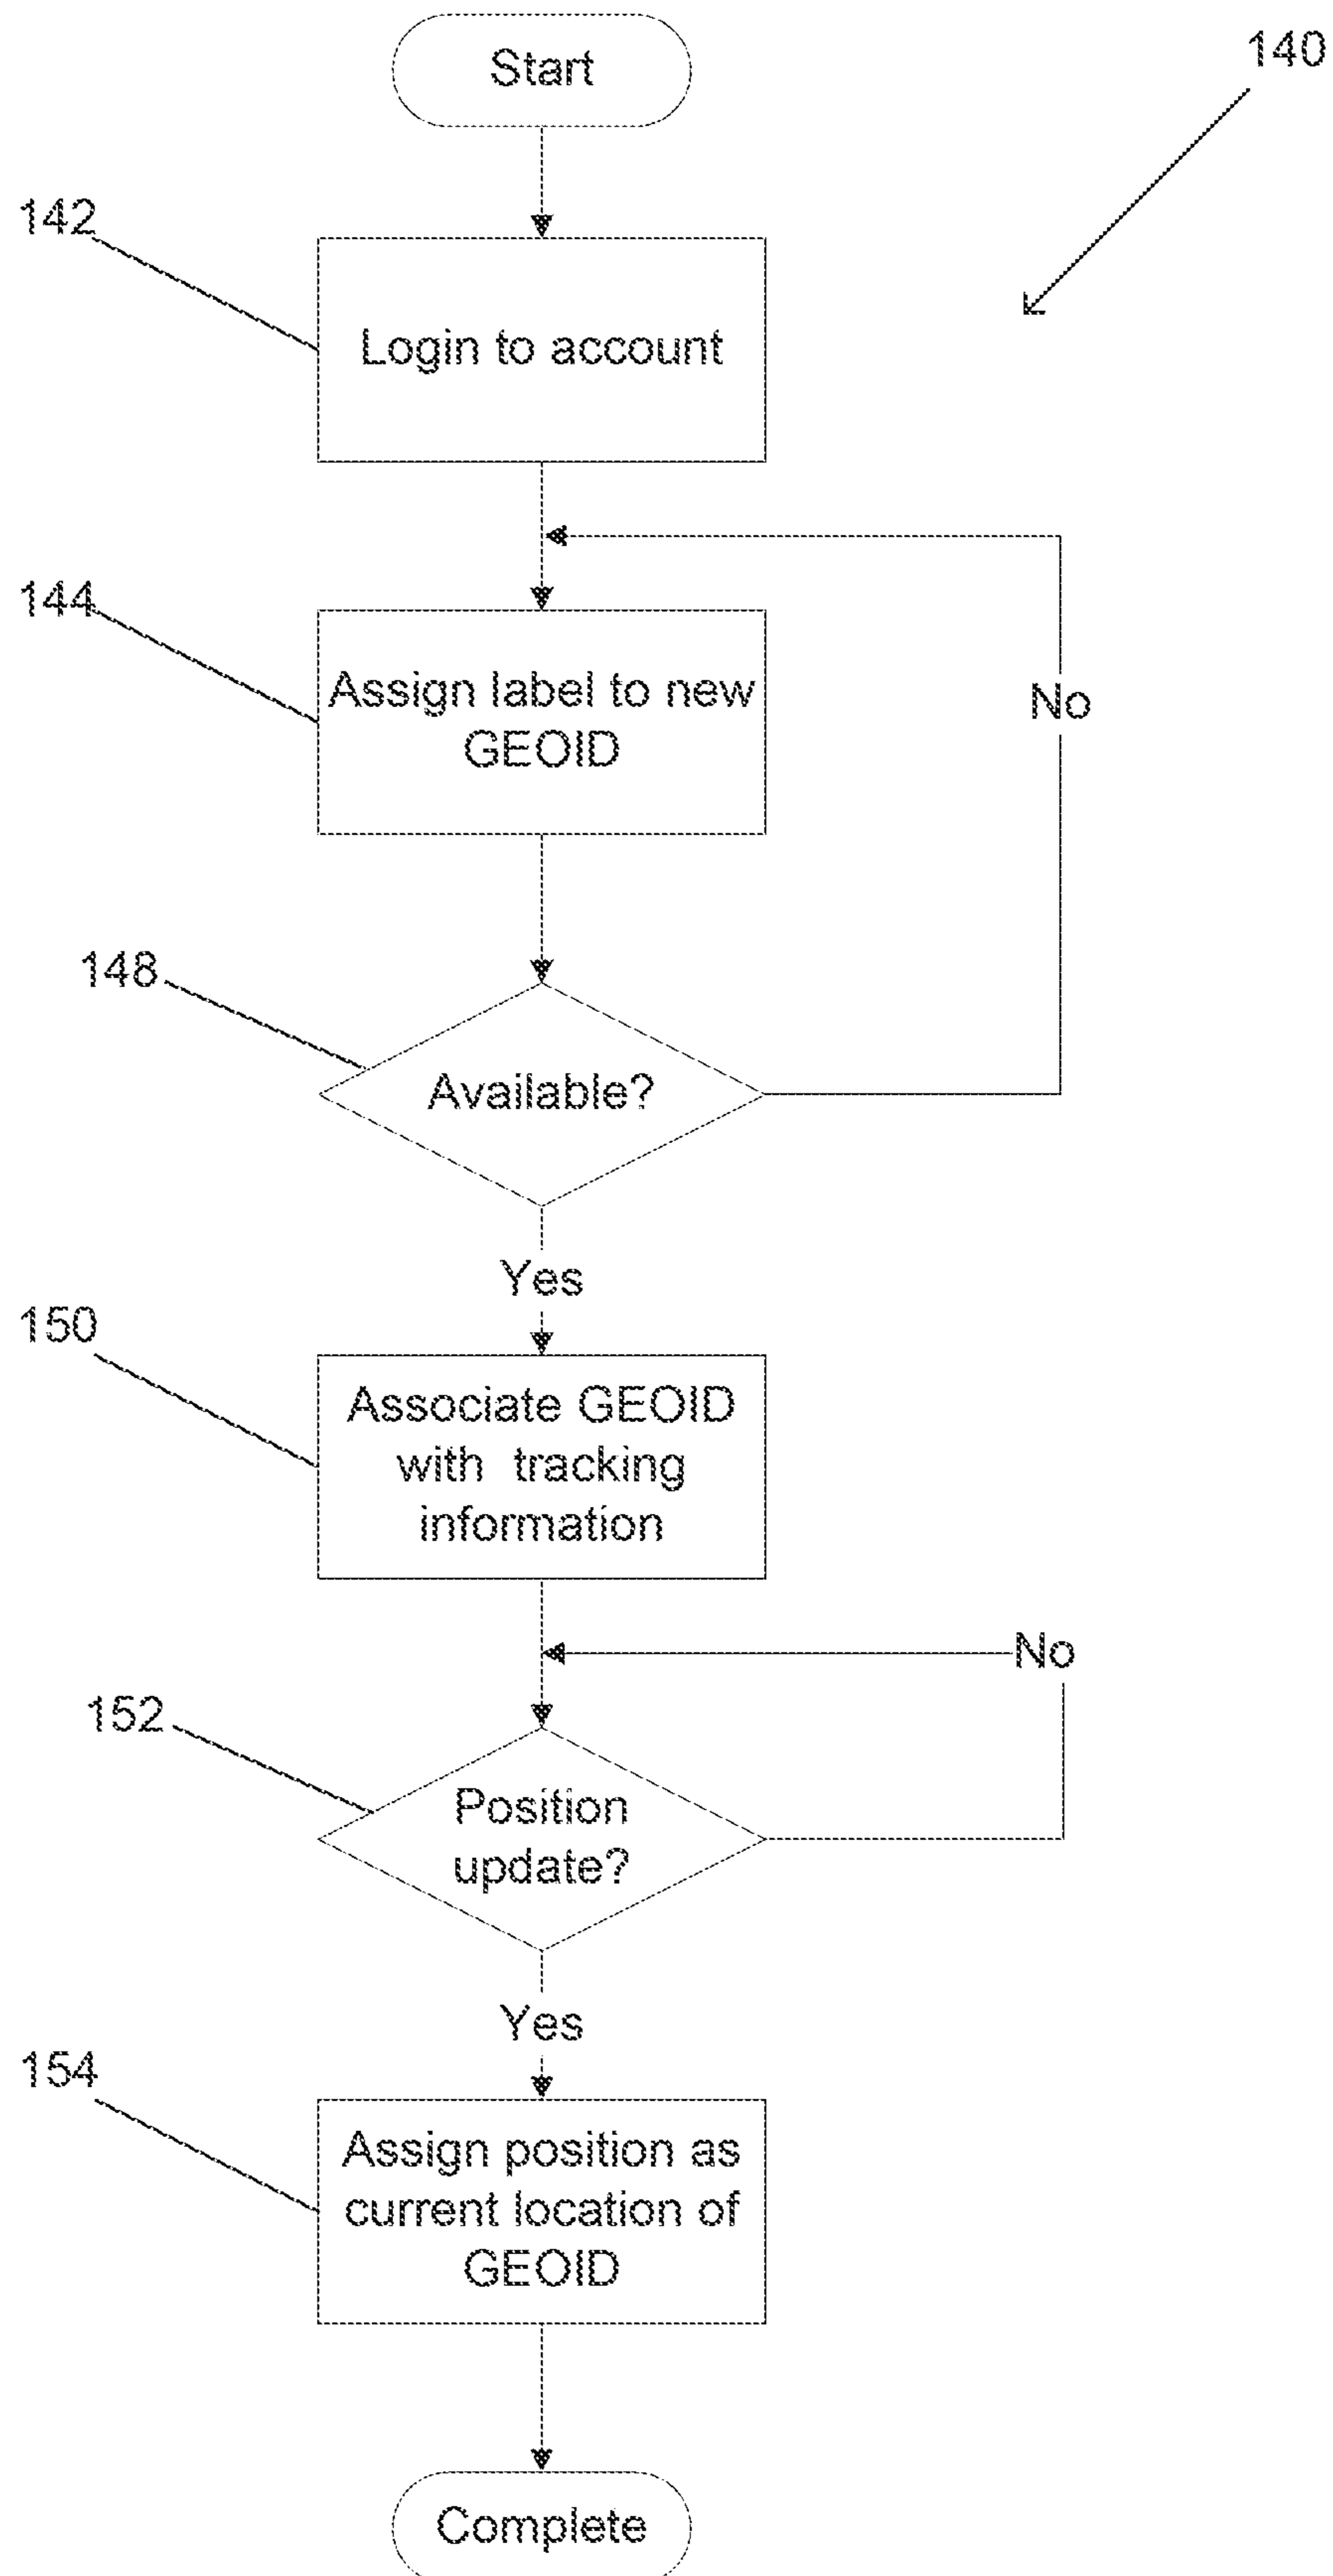 Start
140
142
Login to account
144
Assign label to new
GEOID
No
148
Available?
Yes
150
Associate GEOID
with tracking
information
No
152
Position
update?
Yes
154
Assign position as
current location of
GEOID
Complete